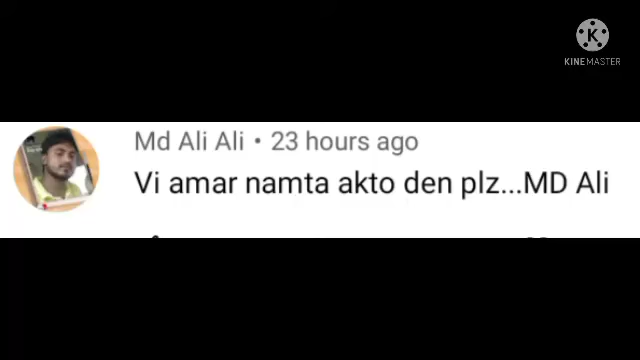 K
KINEMASTER
Md Ali Ali • 23 hours ago
Vi amar namta akto den plz...MD Ali